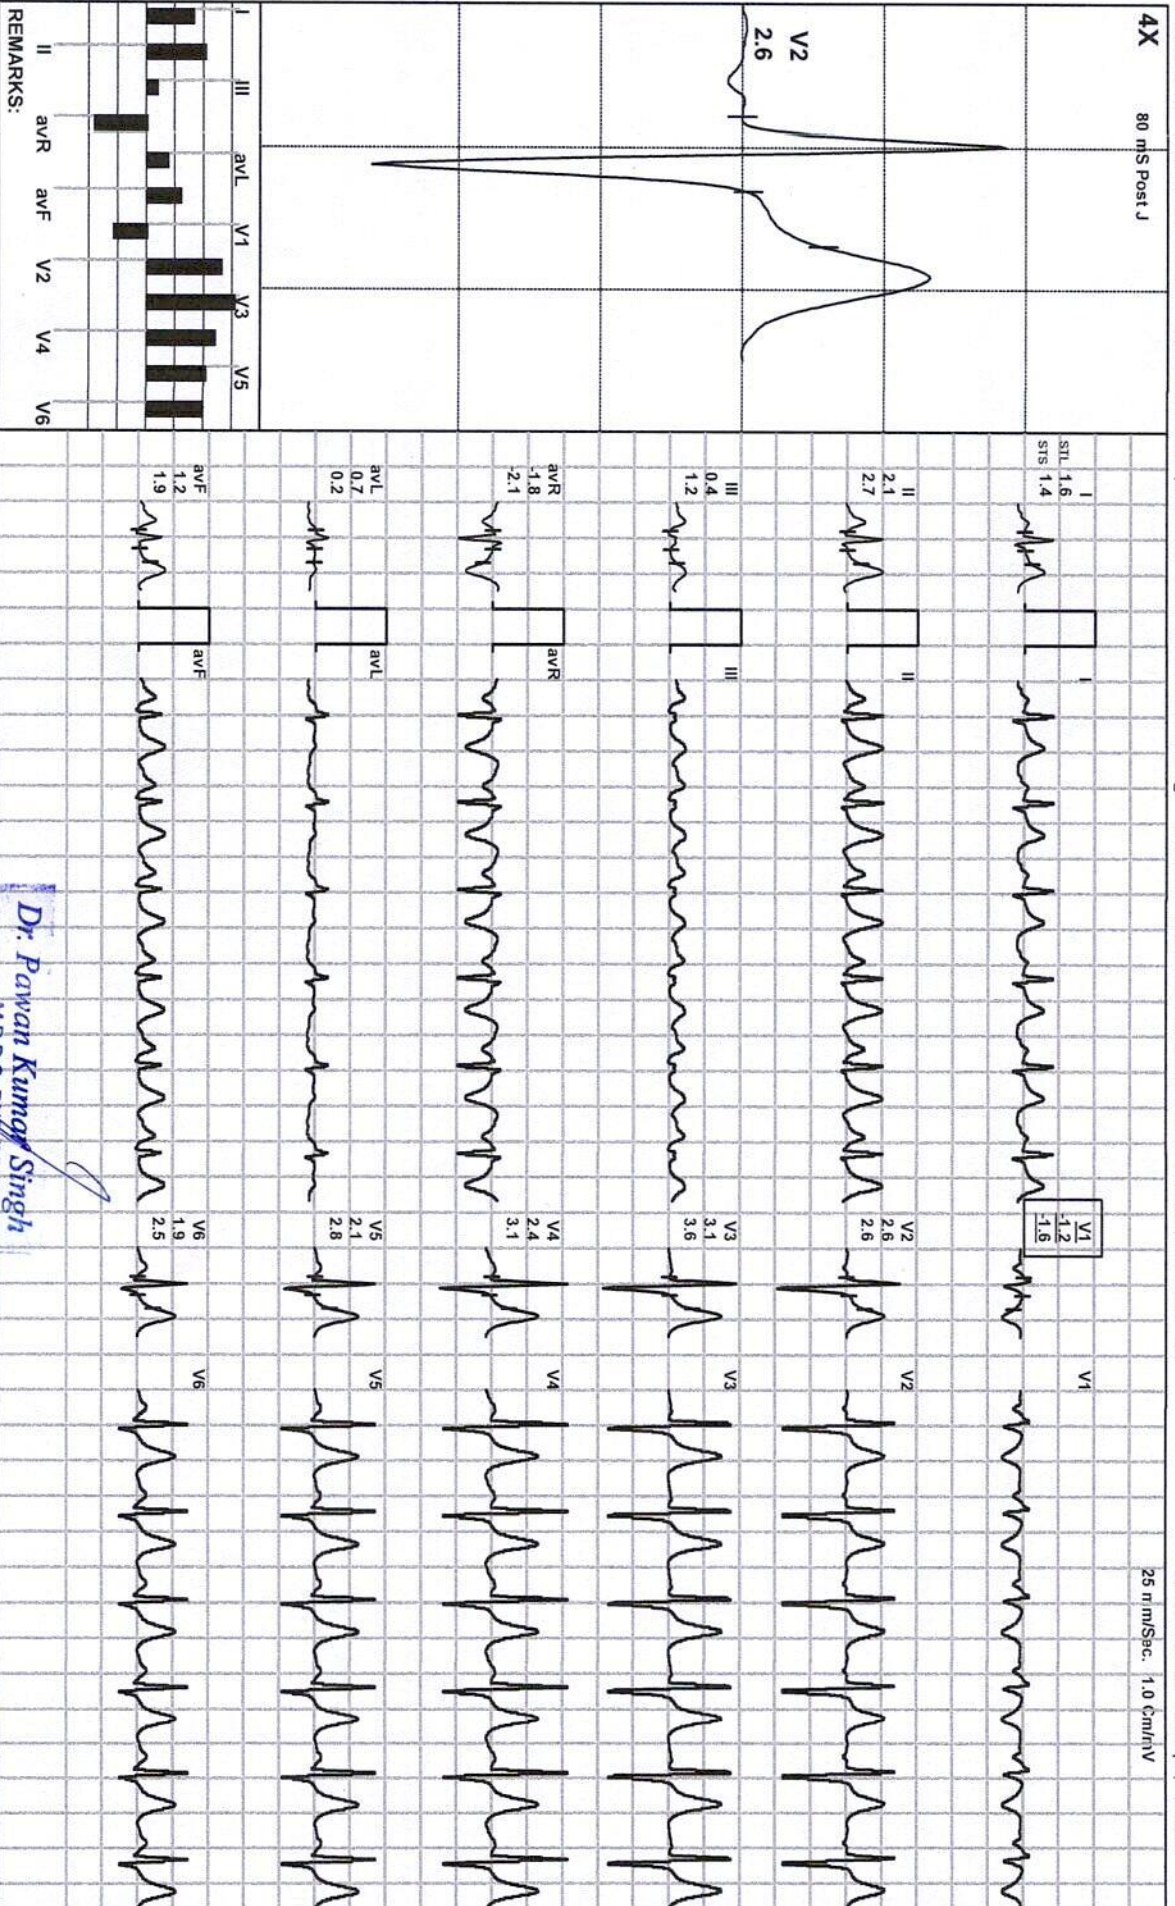 4X
80 mS Post J
25 mm/Sec. 1.0 Cm/mV
V2
2.6
I
STL 1.6
STS 1.4
I
V1
-1.2
-1.6
V1
II
2.1
2.7
II
V2
2.6
2.6
V2
III
0.4
1.2
III
V3
3.1
3.6
V3
avR
-1.8
-2.1
avR
V4
2.4
3.1
V4
avL
0.7
0.2
avL
V5
2.1
2.8
V5
avF
1.2
1.9
avF
V6
1.9
2.5
V6
I III avL V1 V3 V5
II avR avF V2 V4 V6
REMARKS:
Dr. Pawan Kumar Singh